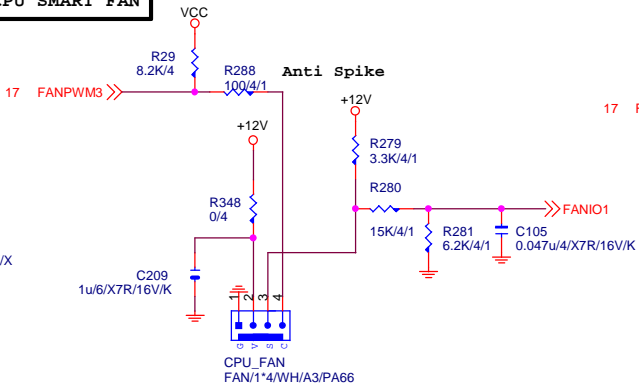 CPU SMART FAN
VCC
R29
8.2K/4
R288
100/4/1
Anti Spike
17 FANPWM3
+12V
17
+12V
R279
3.3K/4/1
R348
0/4
R280
15K/4/1
FANIO1
R281
6.2K/4/1
C105
0.047u/4/X7R/16V/K
/X
C209
1u/6/X7R/16V/K
1 2 3 4
G V S C
CPU_FAN
FAN/1*4/WH/A3/PA66